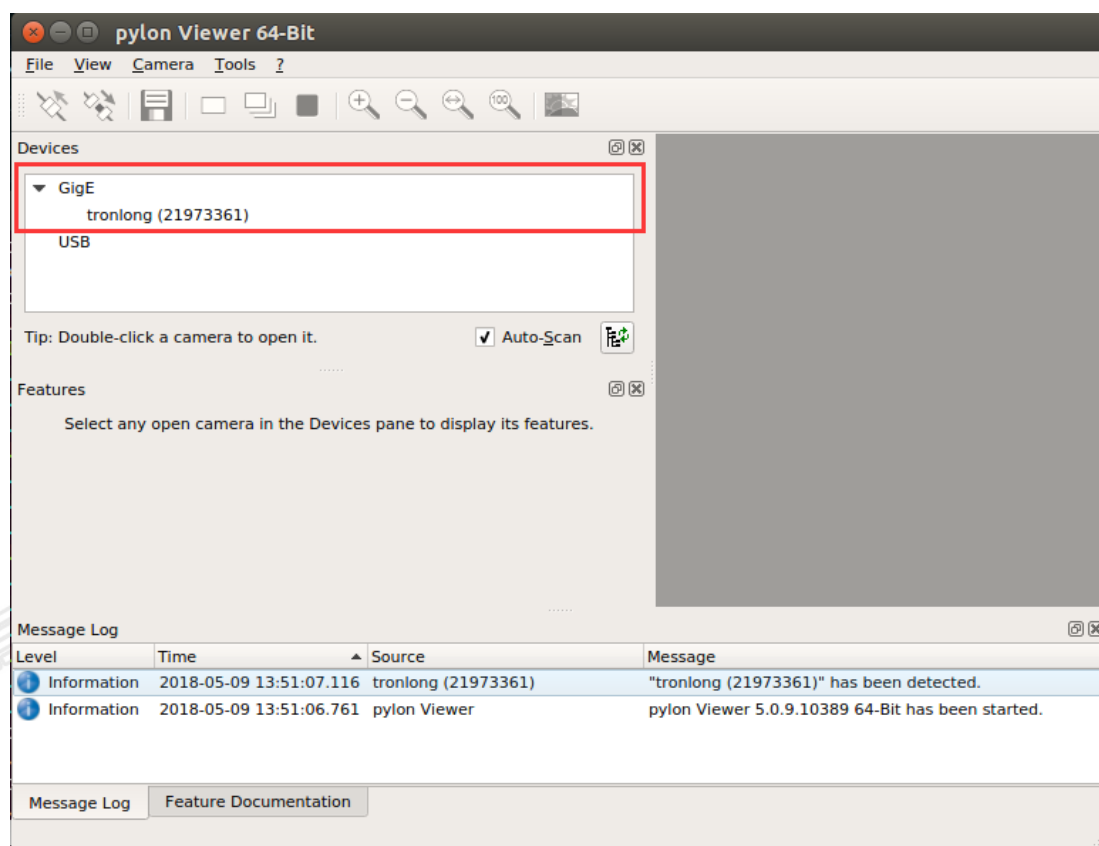 pylon Viewer 64-Bit
File View Camera Tools ?
100
Devices
GigE
tronlong (21973361)
USB
Tip: Double-click a camera to open it. Auto-Scan
Features
Select any open camera in the Devices pane to display its features.
Message Log
Level Time Source Message
Information 2018-05-09 13:51:07.116 tronlong (21973361) "tronlong (21973361)" has been detected.
Information 2018-05-09 13:51:06.761 pylon Viewer pylon Viewer 5.0.9.10389 64-Bit has been started.
Message Log Feature Documentation